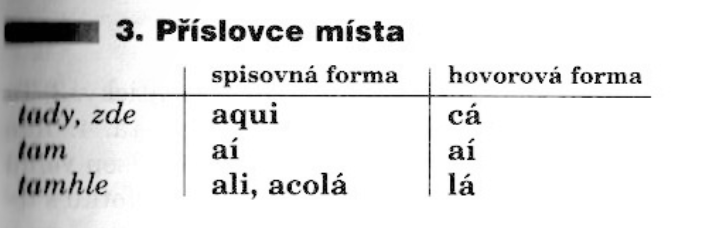 3. Příslovce místa
spisovná forma hovorová forma
tady, zde aqui cá
tam aí aí
tamhle ali, acolá lá